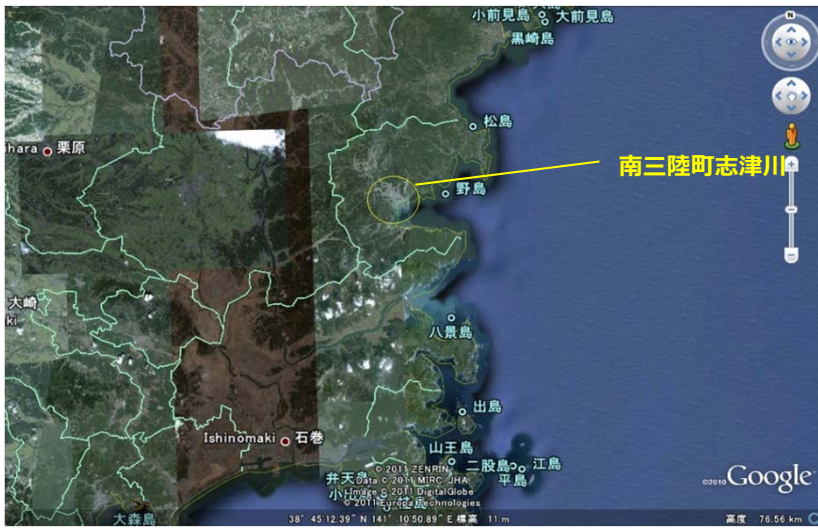 小前見島
大前見島
黒崎島
N
松島
ihara 栗原
南三陸町志津川
野島
大崎
ki
八景島
出島
Ishinomaki 石巻
山王島
二股島
江島
平島
弁天島
© 2011 ZENRIN
Data © 2011 MIRC JHA
Image © 2011 DigitalGlobe
© 2011 Europa Technologies
©2010 Google
大森島
38° 45'12.39" N 141° 10'50.89" E 標高 11 m
高度 76.56 km